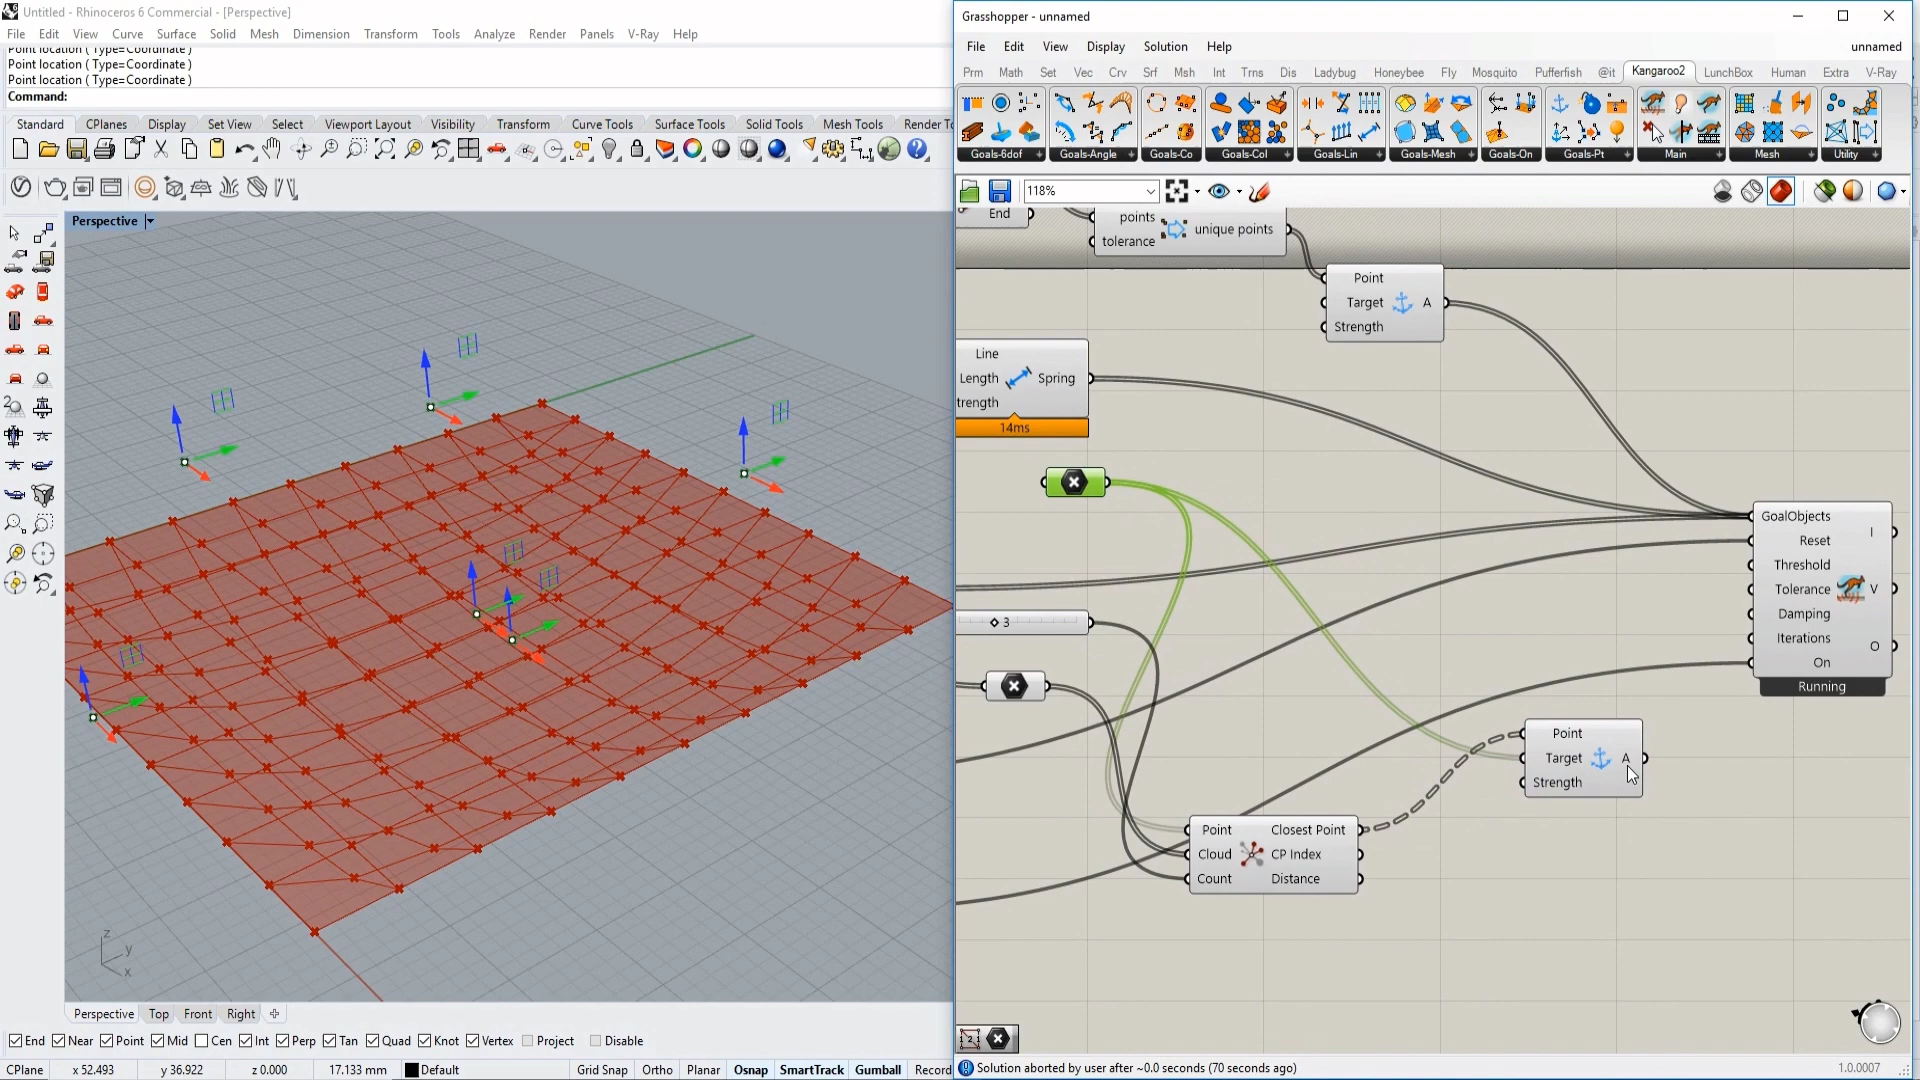 Untitled - Rhinoceros 6 Commercial - [Perspective]
File Edit View Curve Surface Solid Mesh Dimension Transform Tools Analyze Render Panels V-Ray Help
Point location ( Type=Coordinate )
Point location ( Type=Coordinate )
Point location ( Type=Coordinate )
Command:
Standard CPlanes Display Set View Select Viewport Layout Visibility Transform Curve Tools Surface Tools Solid Tools Mesh Tools Render To
Perspective
2
z
y
x
Perspective Top Front Right
End Near Point Mid Cen Int Perp Tan Quad Knot Vertex Project Disable
CPlane x 52.493 y 36.922 z 0.000 17.133 mm Default Grid Snap Ortho Planar Osnap SmartTrack Gumball Record
Grasshopper - unnamed
File Edit View Display Solution Help unnamed
Prm Math Set Vec Crv Srf Msh Int Trns Dis Ladybug Honeybee Fly Mosquito Pufferfish @it Kangaroo2 LunchBox Human Extra V-Ray
Goals-6dof Goals-Angle Goals-Co Goals-Col Goals-Lin Goals-Mesh Goals-On Goals-Pt Main Mesh Utility
118%
End
points
tolerance
unique points
Point
Target
Strength
A
Line
Length
trength
Spring
14ms
3
GoalObjects
Reset
Threshold
Tolerance
Damping
Iterations
On
I
V
O
Running
Point
Target
Strength
A
Point
Cloud
Count
Closest Point
CP Index
Distance
Solution aborted by user after ~0.0 seconds (70 seconds ago)
1.0.0007